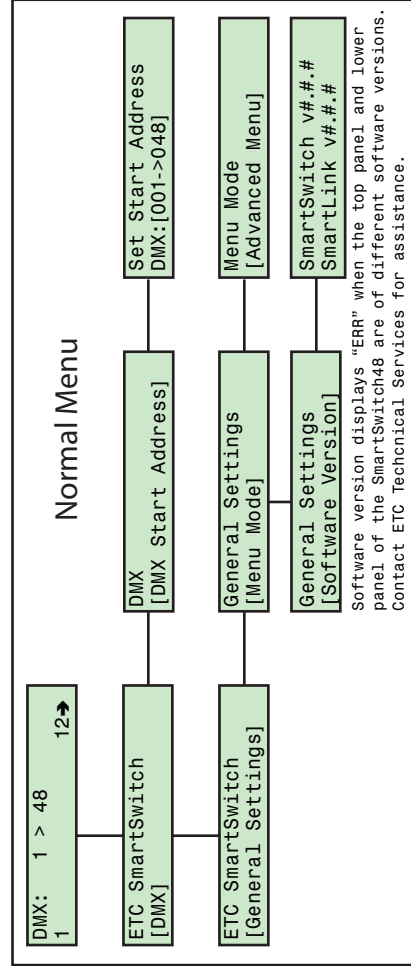 Normal Menu
DMX: 1 > 48
1 12➔
ETC SmartSwitch
[DMX]
DMX
[DMX Start Address]
Set Start Address
DMX:[001->048]
ETC SmartSwitch
[General Settings]
General Settings
[Menu Mode]
Menu Mode
[Advanced Menu]
General Settings
[Software Version]
SmartSwitch v#.#.#
SmartLink v#.#.#
Software version displays “ERR” when the top panel and lower
panel of the SmartSwitch48 are of different software versions.
Contact ETC Techcnical Services for assistance.